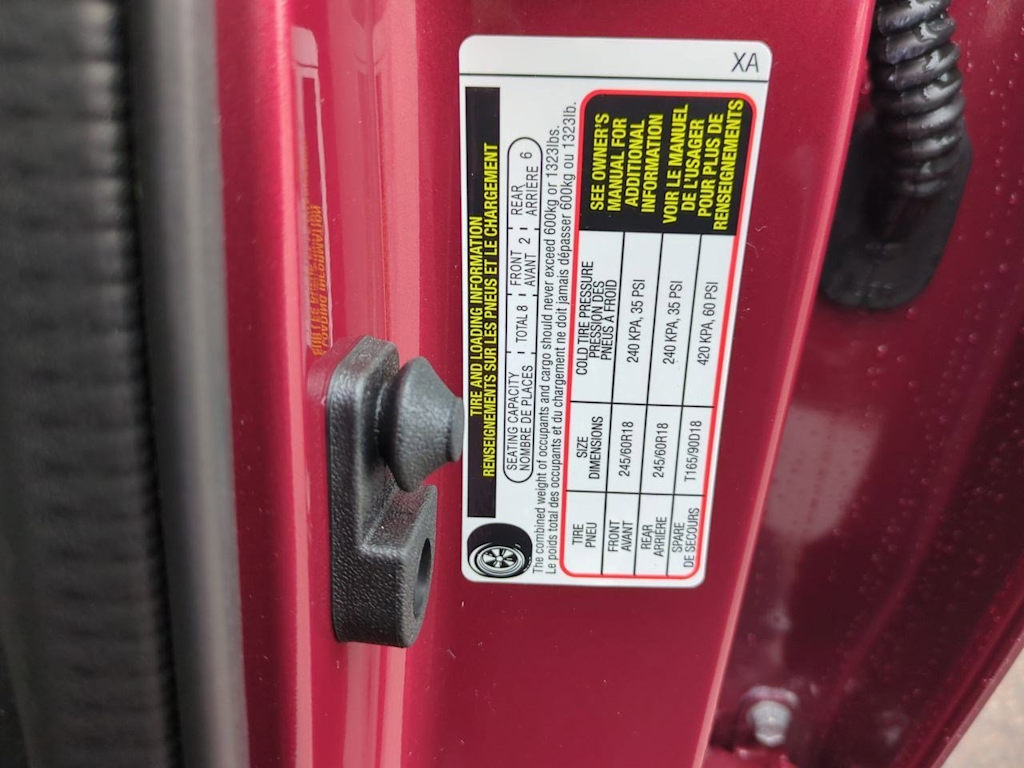 XA
TIRE AND LOADING INFORMATION
RENSEIGNEMENTS SUR LES PNEUS ET LE CHARGEMENT
SEATING CAPACITY TOTAL 8 FRONT 2 REAR 6
NOMBRE DE PLACES AVANT ARRIÈRE
The combined weight of occupants and cargo should never exceed 600kg or 1323lbs.
Le poids total des occupants et du chargement ne doit jamais dépasser 600kg ou 1323lb.
TIRE SIZE COLD TIRE PRESSURE
PNEU DIMENSIONS PRESSION DES
PNEUS À FROID
FRONT 245/60R18 240 KPA, 35 PSI
AVANT
REAR 245/60R18 240 KPA, 35 PSI
ARRIÈRE
SPARE T165/90D18 420 KPA, 60 PSI
DE SECOURS
SEE OWNER'S
MANUAL FOR
ADDITIONAL
INFORMATION
VOIR LE MANUEL
DE L'USAGER
POUR PLUS DE
RENSEIGNEMENTS